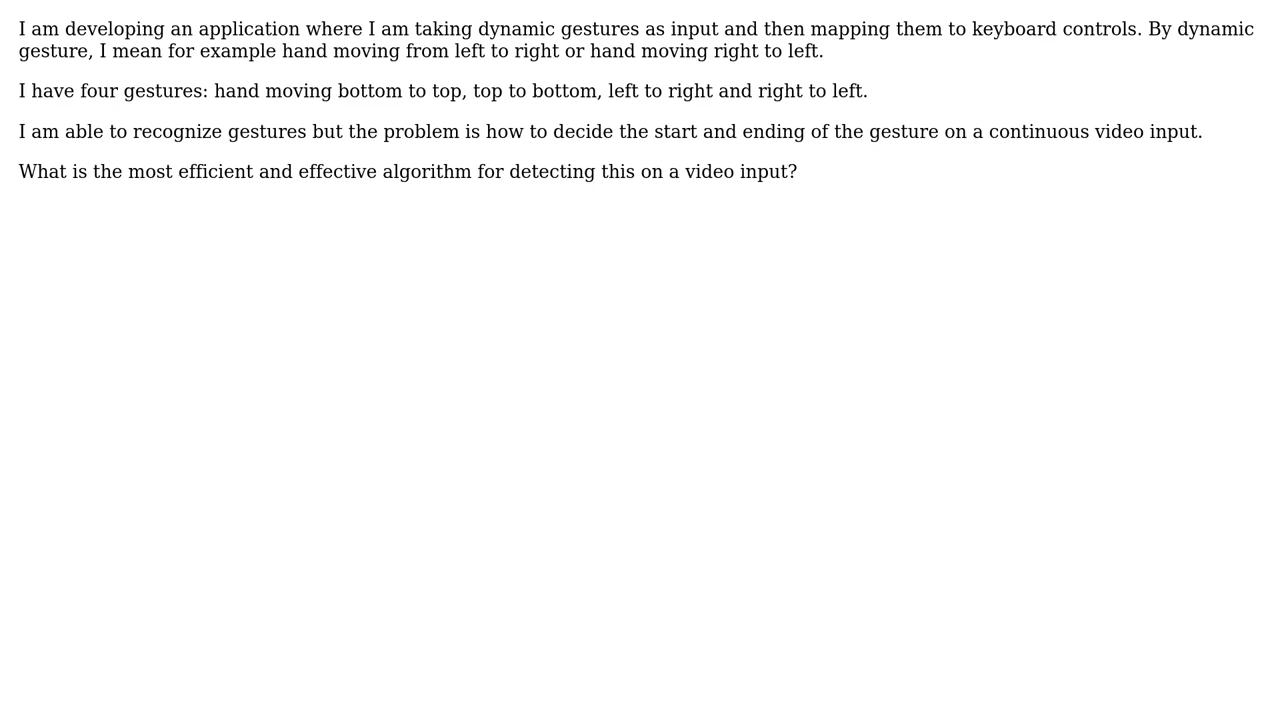 I am developing an application where I am taking dynamic gestures as input and then mapping them to keyboard controls. By dynamic
gesture, I mean for example hand moving from left to right or hand moving right to left.
I have four gestures: hand moving bottom to top, top to bottom, left to right and right to left.
I am able to recognize gestures but the problem is how to decide the start and ending of the gesture on a continuous video input.
What is the most efficient and effective algorithm for detecting this on a video input?